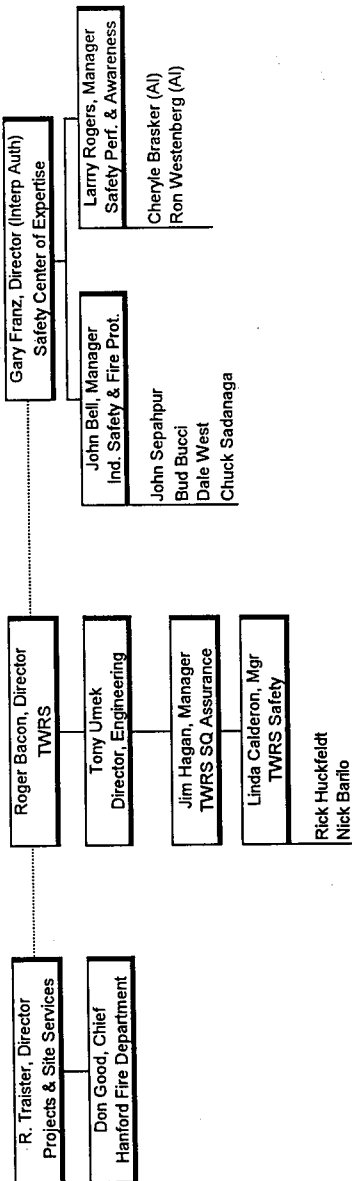 R. Traister, Director
Projects & Site Services
Don Good, Chief
Hanford Fire Department
Roger Bacon, Director
TWRS
Tony Umek
Director, Engineering
Jim Hagan, Manager
TWRS SQ Assurance
Linda Calderon, Mgr
TWRS Safety
Rick Huckfeldt
Nick Barilo
Gary Franz, Director (Interp Auth)
Safety Center of Expertise
John Bell, Manager
Ind. Safety & Fire Prot.
John Sepahpur
Bud Bucci
Dale West
Chuck Sadanaga
Larry Rogers, Manager
Safety Perf. & Awareness
Cheryle Brasker (AI)
Ron Westenberg (AI)